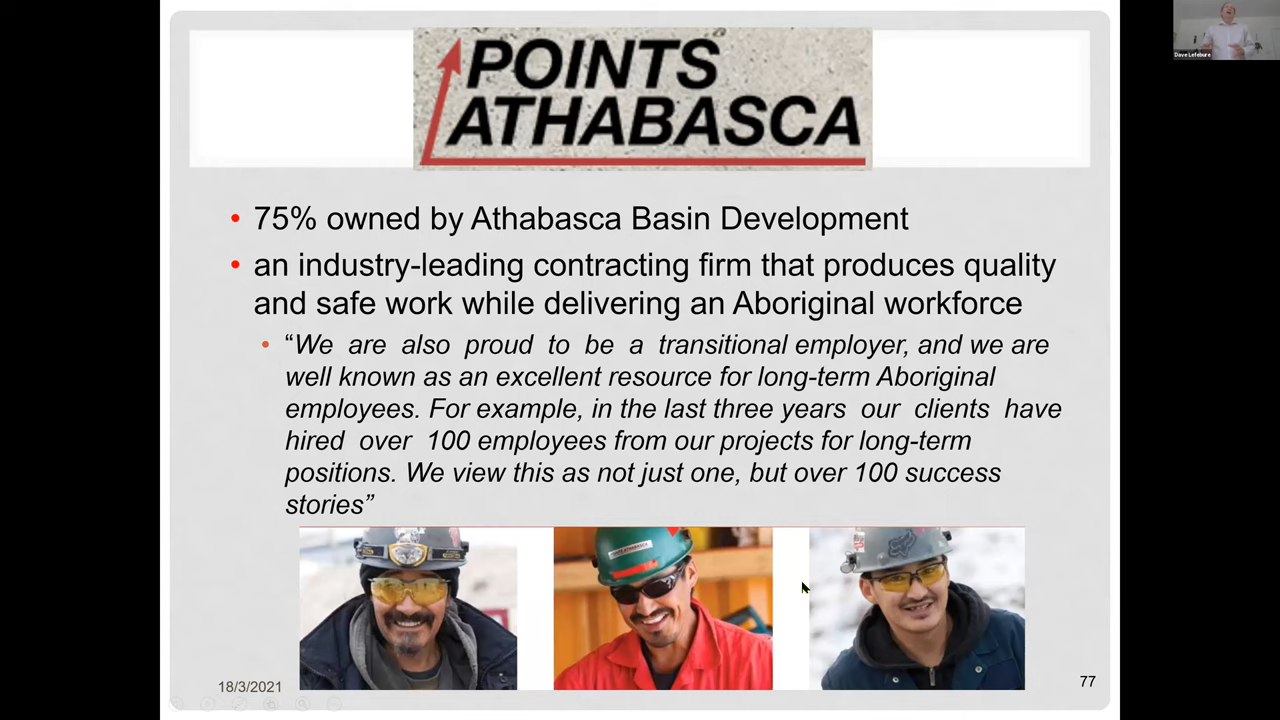 POINTS
ATHABASCA
Dave Lefebure
• 75% owned by Athabasca Basin Development
• an industry-leading contracting firm that produces quality
and safe work while delivering an Aboriginal workforce
• “We are also proud to be a transitional employer, and we are
well known as an excellent resource for long-term Aboriginal
employees. For example, in the last three years our clients have
hired over 100 employees from our projects for long-term
positions. We view this as not just one, but over 100 success
stories”
18/3/2021
77